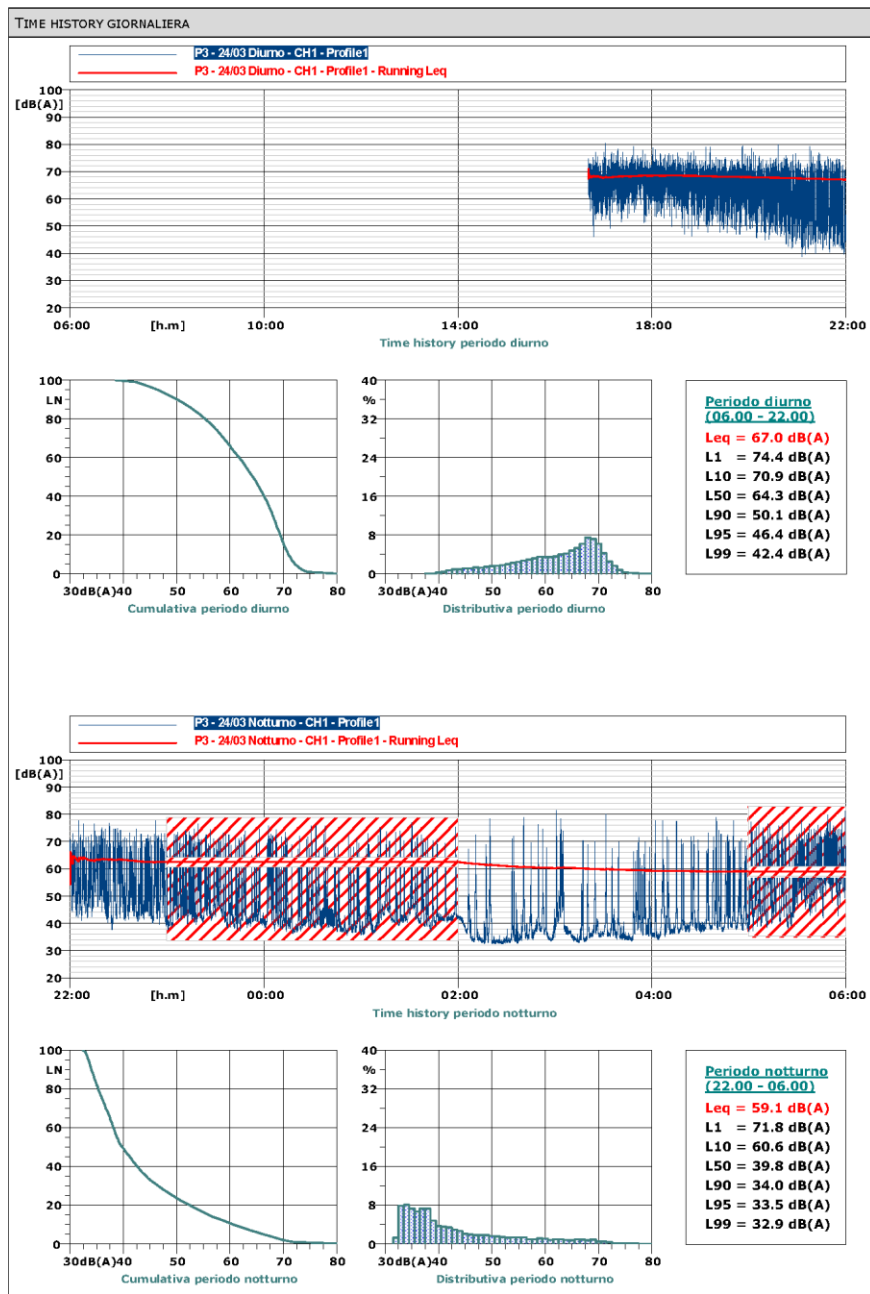 TIME HISTORY GIORNALIERA
P3 - 24/03 Diurno - CH1 - Profile1
P3 - 24/03 Diurno - CH1 - Profile1 - Running Leq
100
[dB(A)]
90
80
70
60
50
40
30
20
06:00 [h.m] 10:00 14:00 18:00 22:00
Time history periodo diurno
100
LN
80
60
40
20
0
30dB(A)40 50 60 70 80
Cumulativa periodo diurno
40
%
32
24
16
8
0
30dB(A)40 50 60 70 80
Distributiva periodo diurno
Periodo diurno
(06.00 - 22.00)
Leq = 67.0 dB(A)
L1 = 74.4 dB(A)
L10 = 70.9 dB(A)
L50 = 64.3 dB(A)
L90 = 50.1 dB(A)
L95 = 46.4 dB(A)
L99 = 42.4 dB(A)
P3 - 24/03 Notturno - CH1 - Profile1
P3 - 24/03 Notturno - CH1 - Profile1 - Running Leq
100
[dB(A)]
90
80
70
60
50
40
30
20
22:00 [h.m] 00:00 02:00 04:00 06:00
Time history periodo notturno
100
LN
80
60
40
20
0
30dB(A)40 50 60 70 80
Cumulativa periodo notturno
40
%
32
24
16
8
0
30dB(A)40 50 60 70 80
Distributiva periodo notturno
Periodo notturno
(22.00 - 06.00)
Leq = 59.1 dB(A)
L1 = 71.8 dB(A)
L10 = 60.6 dB(A)
L50 = 39.8 dB(A)
L90 = 34.0 dB(A)
L95 = 33.5 dB(A)
L99 = 32.9 dB(A)